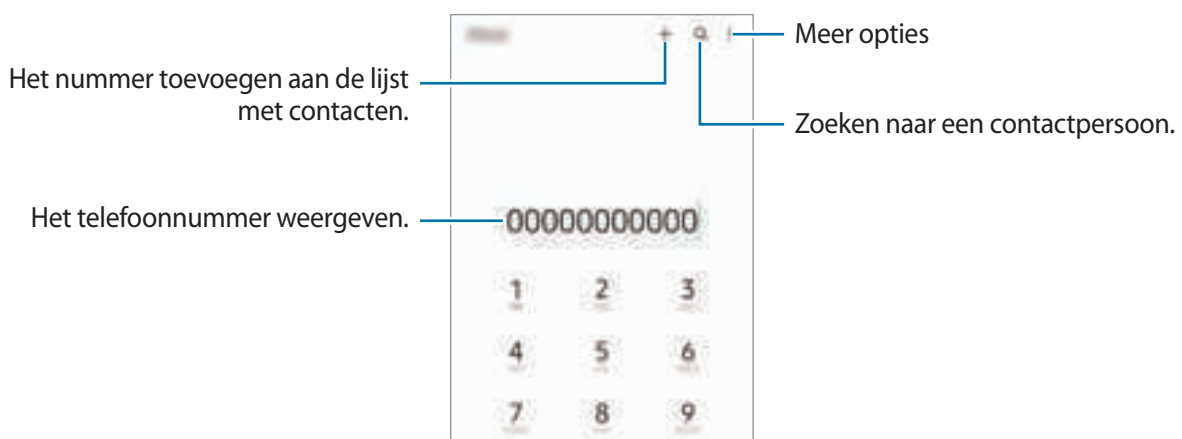 Meer opties
Het nummer toevoegen aan de lijst
met contacten.
Zoeken naar een contactpersoon.
Het telefoonnummer weergeven.
00000000000
1 2 3
4 5 6
7 8 9